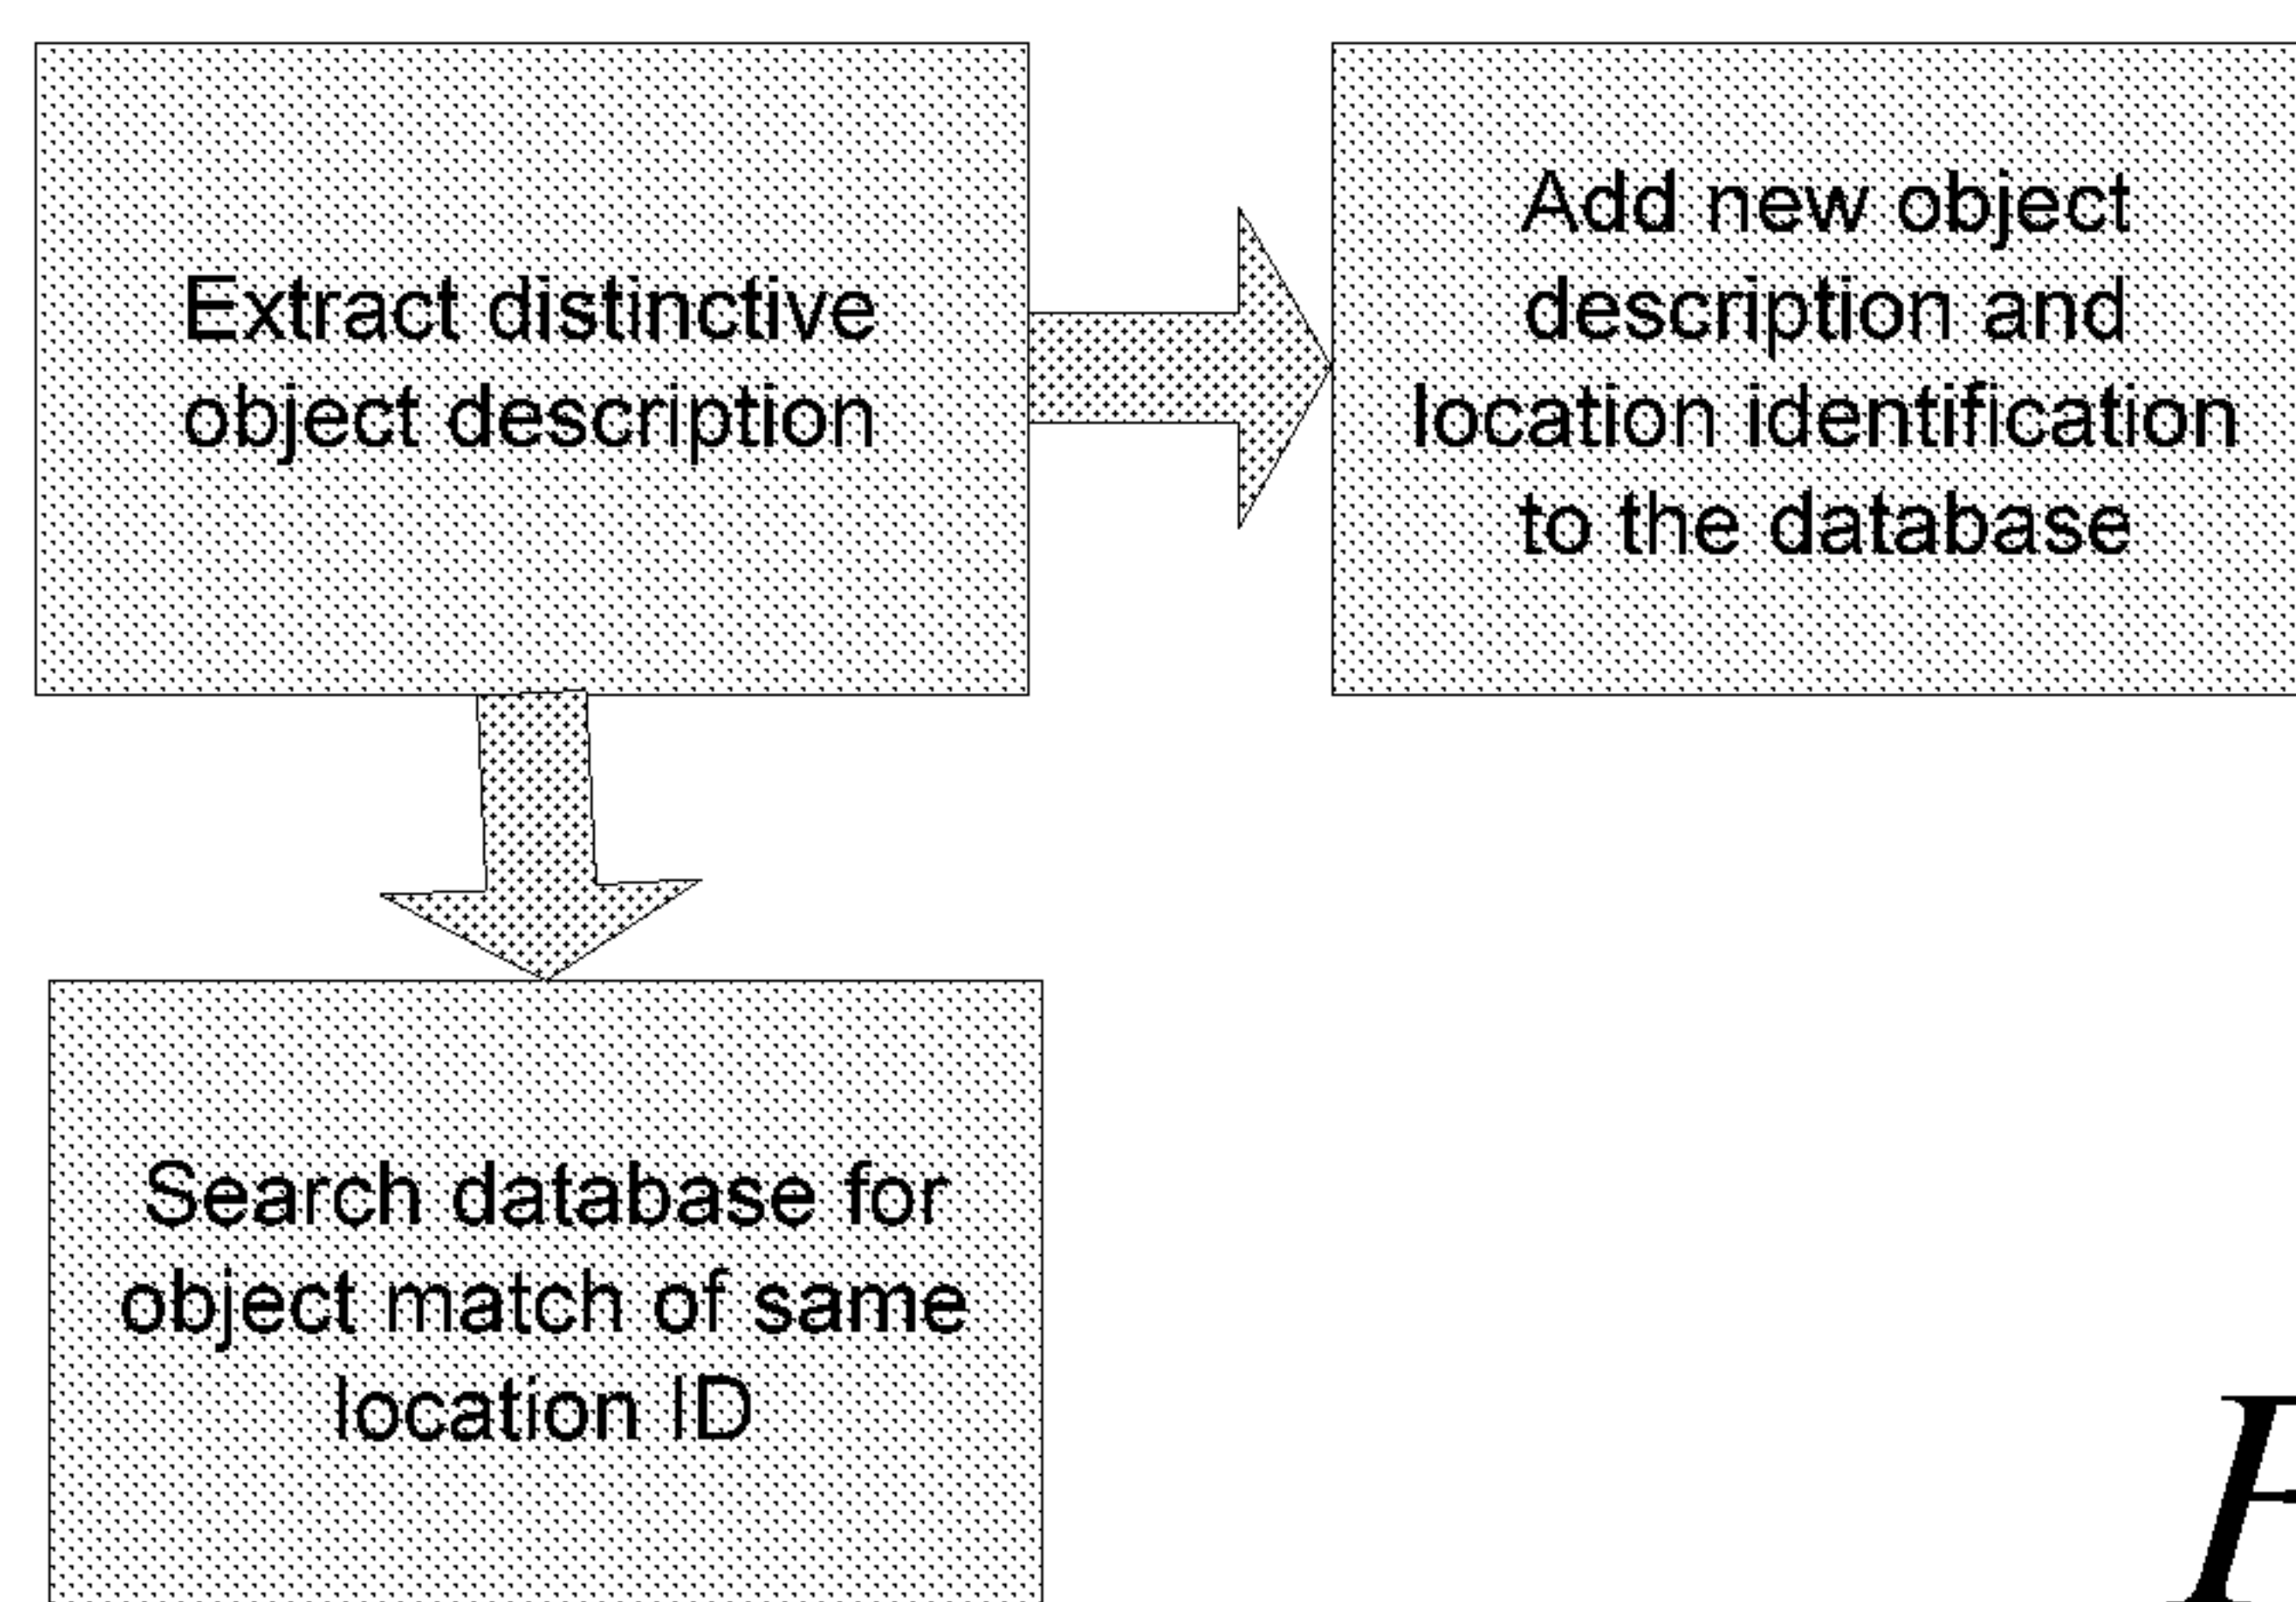 Extract distinctive
object description
Add new object
description and
location identification
to the database
Search database for
object match of same
location ID